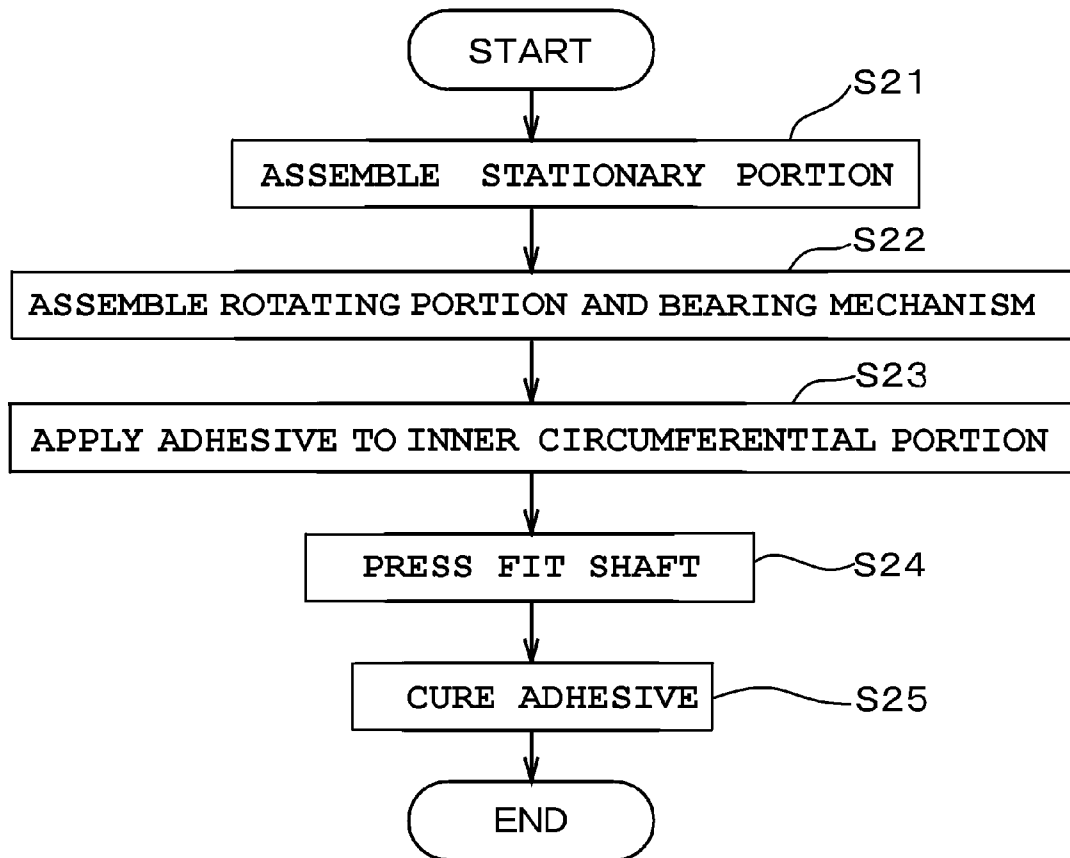 START
S21
ASSEMBLE STATIONARY PORTION
S22
ASSEMBLE ROTATING PORTION AND BEARING MECHANISM
S23
APPLY ADHESIVE TO INNER CIRCUMFERENTIAL PORTION
PRESS FIT SHAFT
S24
CURE ADHESIVE
S25
END